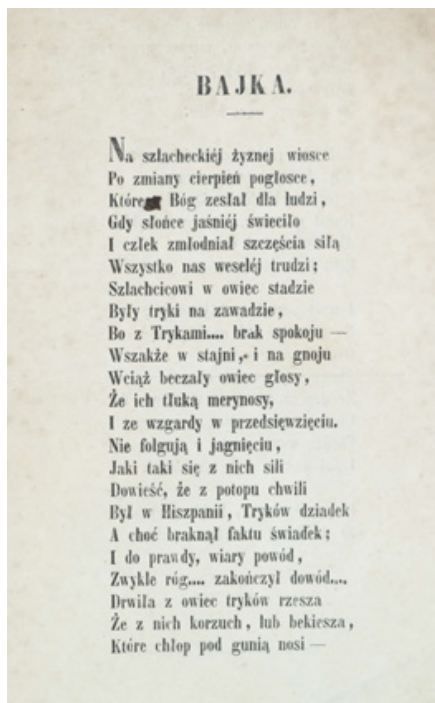 BAJKA.
Na szlacheckiéj żyznej wiosce
Po zmiany cierpień pogłosce,
Które Bóg zesłał dla ludzi,
Gdy słońce jaśniéj świeciło
I człek zmłodniał szczęścia siłą
Wszystko nas weseléj trudzi;
Szlachcicowi w owiec stadzie
Były tryki na zawadzie,
Bo z Trykami.... brak spokoju —
Wszakże w stajni, i na gnoju
Wciąż beczały owiec głosy,
Że ich tłuką merynosy,
I ze wzgardy w przedsięwzięciu.
Nie folgują i jagnięciu,
Jaki taki się z nich sili
Dowieść, że z potopu chwili
Był w Hiszpanii, Tryków dziadek
A choć braknął faktu świadek;
I do prawdy, wiary powód,
Zwykle róg.... zakończył dowód....
Drwiła z owiec tryków rzesza
Że z nich korzuch, lub bekiesza,
Które chłop pod gunią nosi —